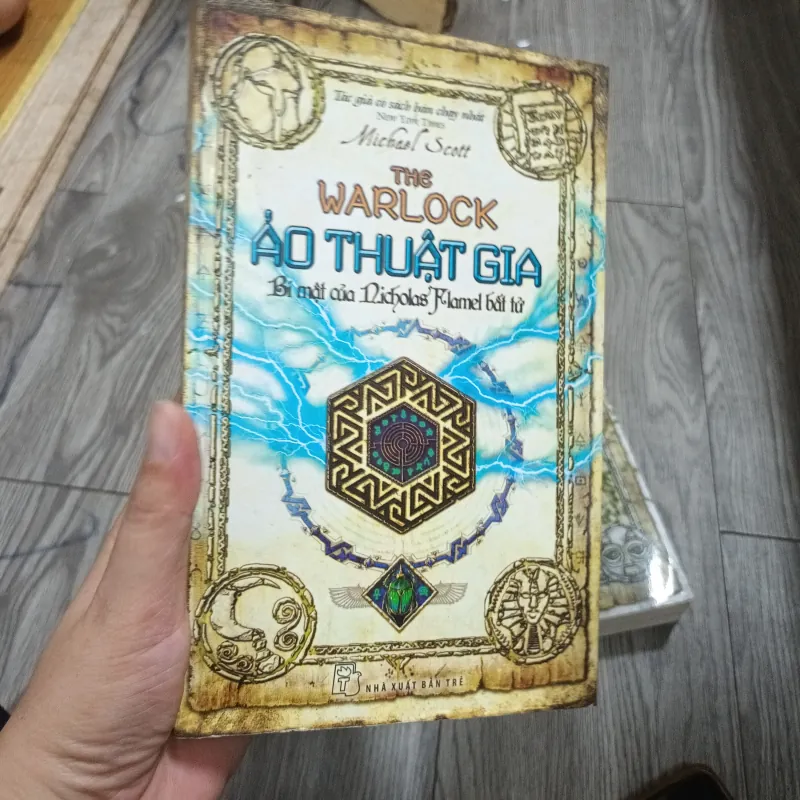 Tác giả có sách bán chạy nhất
New York Times
Michael Scott
THE
WARLOCK
ẢO THUẬT GIA
Bí mật của Nicholas Flamel bất tử
NHÀ XUẤT BẢN TRẺ